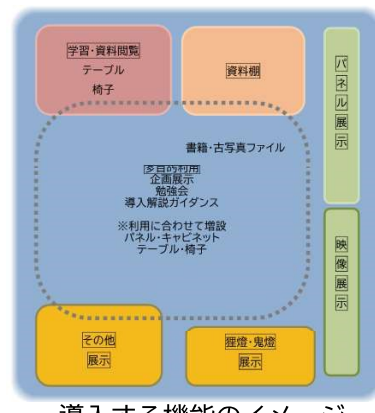 学習・資料閲覧
テーブル
椅子
資料棚
パネル展示
書籍・古写真ファイル
多目的利用
企画展示
勉強会
導入解説ガイダンス
※利用に合わせて増設
パネル・キャビネット
テーブル・椅子
映像展示
その他
展示
狸燈・鬼燈
展示
導入する機能のイメージ